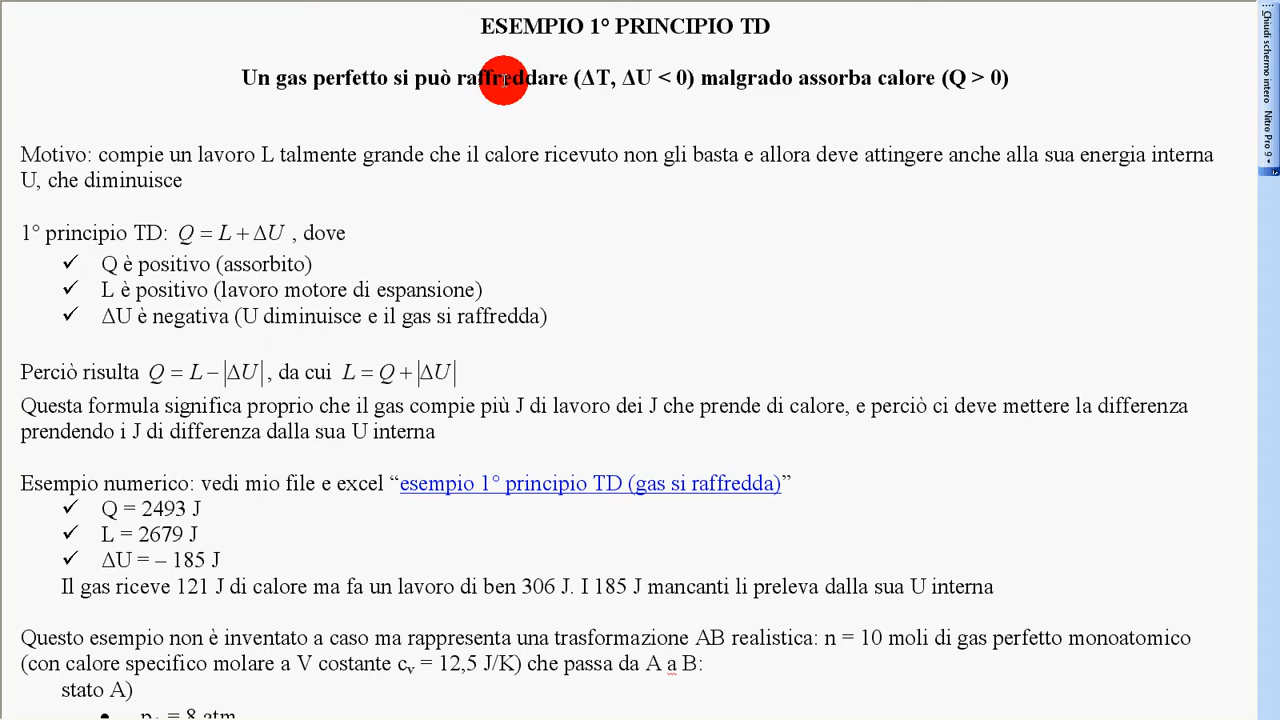 ESEMPIO 1° PRINCIPIO TD
Un gas perfetto si può raffreddare (ΔT, ΔU < 0) malgrado assorba calore (Q > 0)
Motivo: compie un lavoro L talmente grande che il calore ricevuto non gli basta e allora deve attingere anche alla sua energia interna
U, che diminuisce
1° principio TD: Q = L + ΔU , dove
✓ Q è positivo (assorbito)
✓ L è positivo (lavoro motore di espansione)
✓ ΔU è negativa (U diminuisce e il gas si raffredda)
Perciò risulta Q = L − |ΔU|, da cui L = Q + |ΔU|
Questa formula significa proprio che il gas compie più J di lavoro dei J che prende di calore, e perciò ci deve mettere la differenza
prendendo i J di differenza dalla sua U interna
Esempio numerico: vedi mio file e excel “esempio 1° principio TD (gas si raffredda)”
✓ Q = 2493 J
✓ L = 2679 J
✓ ΔU = – 185 J
Il gas riceve 121 J di calore ma fa un lavoro di ben 306 J. I 185 J mancanti li preleva dalla sua U interna
Questo esempio non è inventato a caso ma rappresenta una trasformazione AB realistica: n = 10 moli di gas perfetto monoatomico
(con calore specifico molare a V costante cv = 12,5 J/K) che passa da A a B:
stato A)
• pA = 8 atm
Chiudi schermo intero
Nitro Pro 9